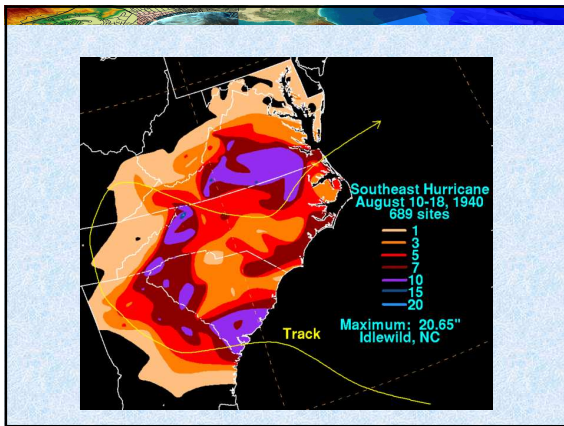 Southeast Hurricane
August 10-18, 1940
689 sites
1
3
5
7
10
15
20
Maximum: 20.65"
Idlewild, NC
Track